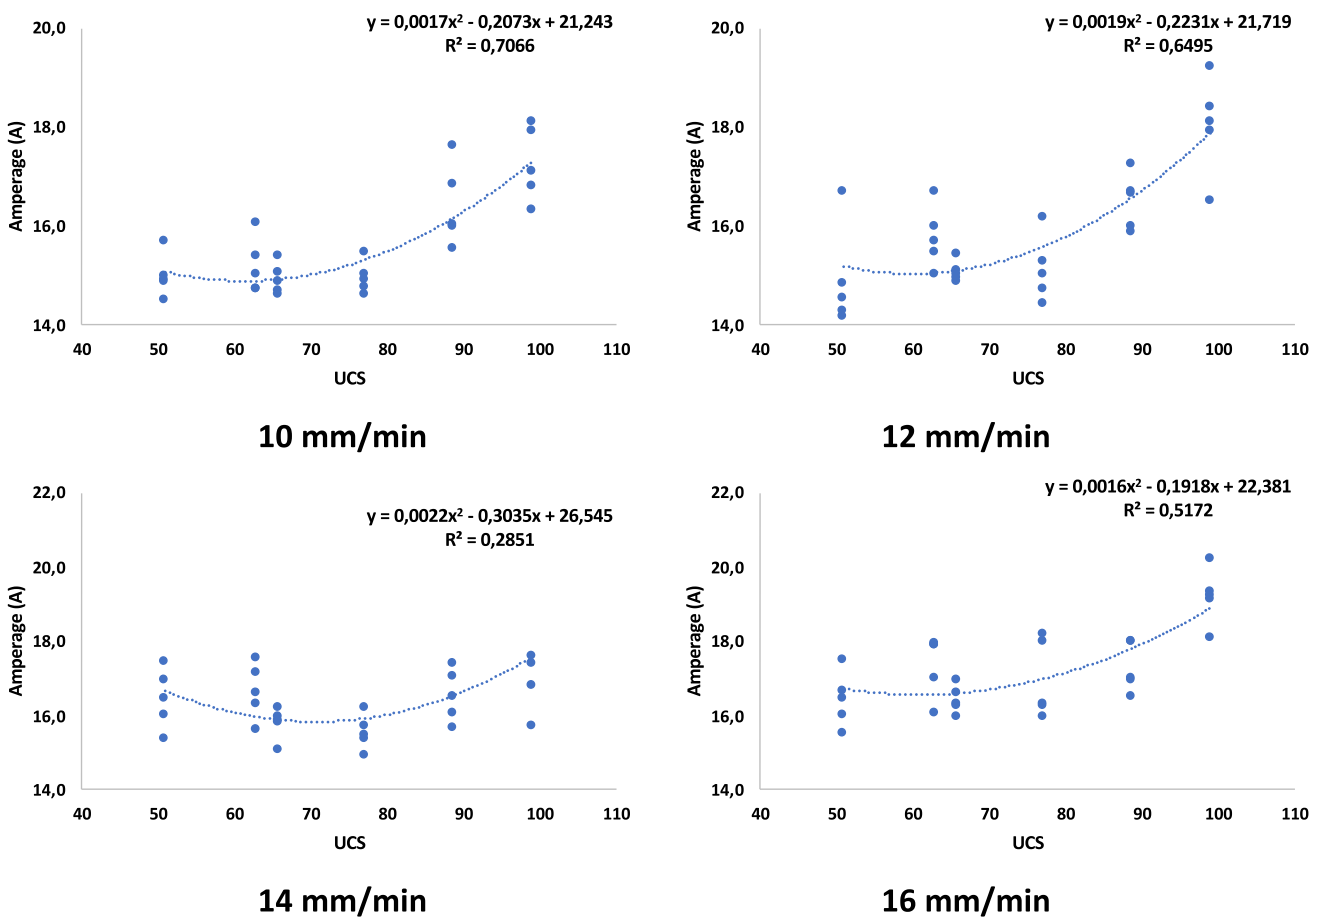 y = 0,0017x² - 0,2073x + 21,243
R² = 0,7066
20,0
18,0
16,0
14,0
Amperage (A)
40 50 60 70 80 90 100 110
UCS
10 mm/min
y = 0,0019x² - 0,2231x + 21,719
R² = 0,6495
20,0
18,0
16,0
14,0
Amperage (A)
40 50 60 70 80 90 100 110
UCS
12 mm/min
y = 0,0022x² - 0,3035x + 26,545
R² = 0,2851
22,0
20,0
18,0
16,0
14,0
Amperage (A)
40 50 60 70 80 90 100 110
UCS
14 mm/min
y = 0,0016x² - 0,1918x + 22,381
R² = 0,5172
22,0
20,0
18,0
16,0
14,0
Amperage (A)
40 50 60 70 80 90 100 110
UCS
16 mm/min